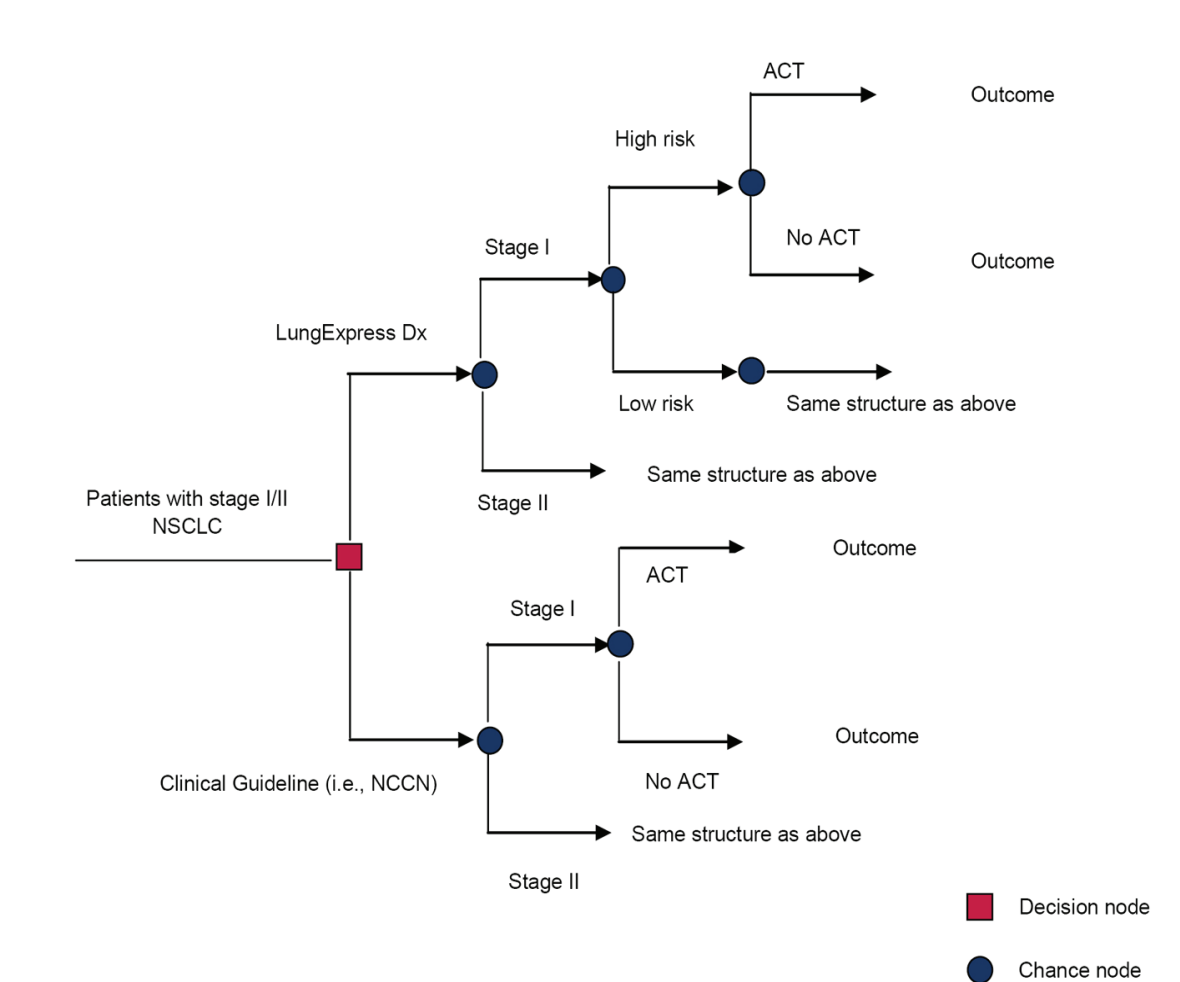 ACT
Outcome
High risk
No ACT
Outcome
Stage I
LungExpress Dx
Low risk
Same structure as above
Same structure as above
Stage II
Patients with stage I/II
NSCLC
Outcome
ACT
Stage I
Outcome
No ACT
Clinical Guideline (i.e., NCCN)
Same structure as above
Stage II
Decision node
Chance node